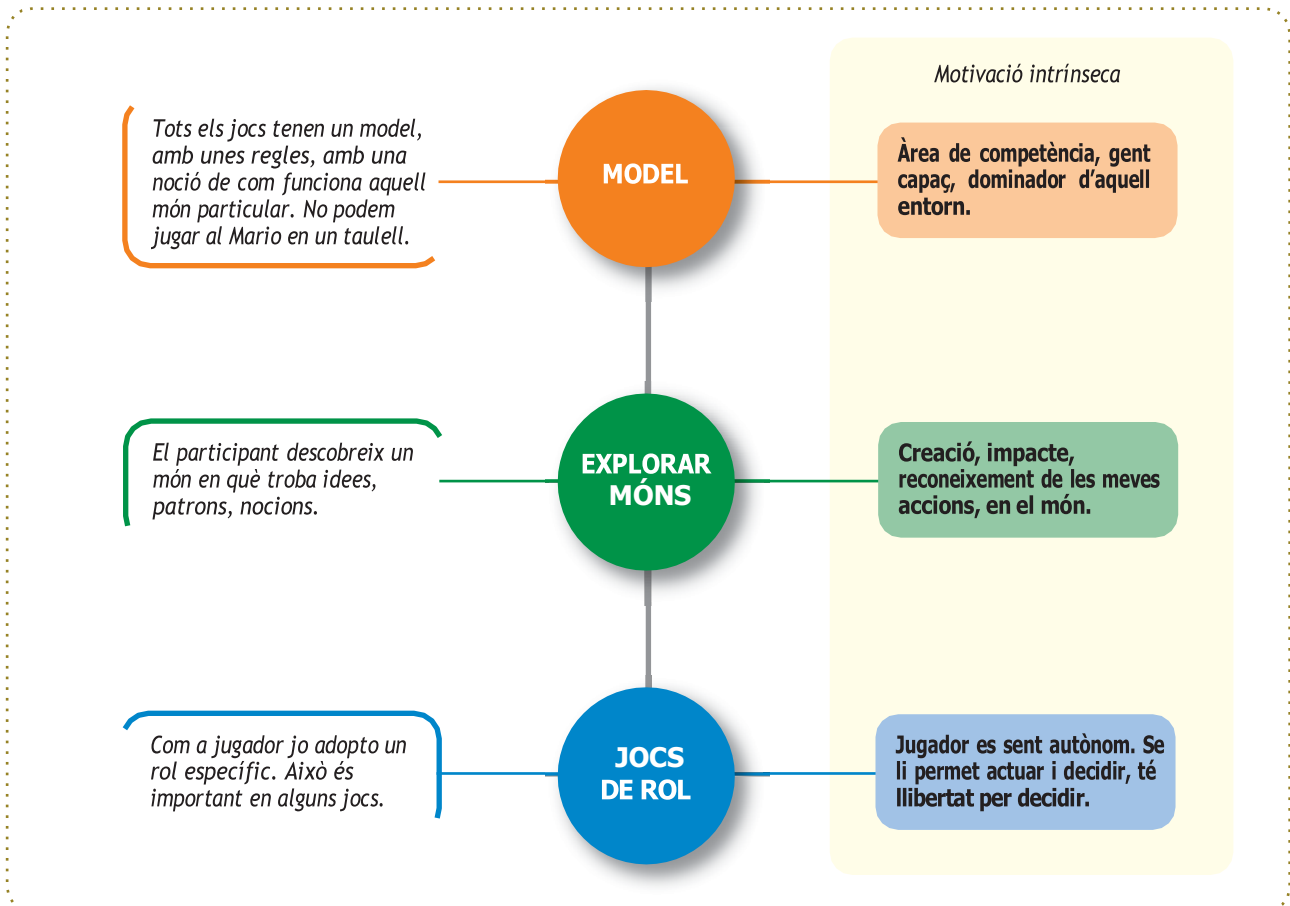 Motivació intrínseca
Tots els jocs tenen un model,
amb unes regles, amb una
noció de com funciona aquell
món particular. No podem
jugar al Mario en un taulell.
MODEL
Àrea de competència, gent
capaç, dominador d’aquell
entorn.
El participant descobreix un
món en què troba idees,
patrons, nocions.
EXPLORAR
MÓNS
Creació, impacte,
reconeixement de les meves
accions, en el món.
Com a jugador jo adopto un
rol específic. Això és
important en alguns jocs.
JOCS
DE ROL
Jugador es sent autònom. Se
li permet actuar i decidir, té
llibertat per decidir.